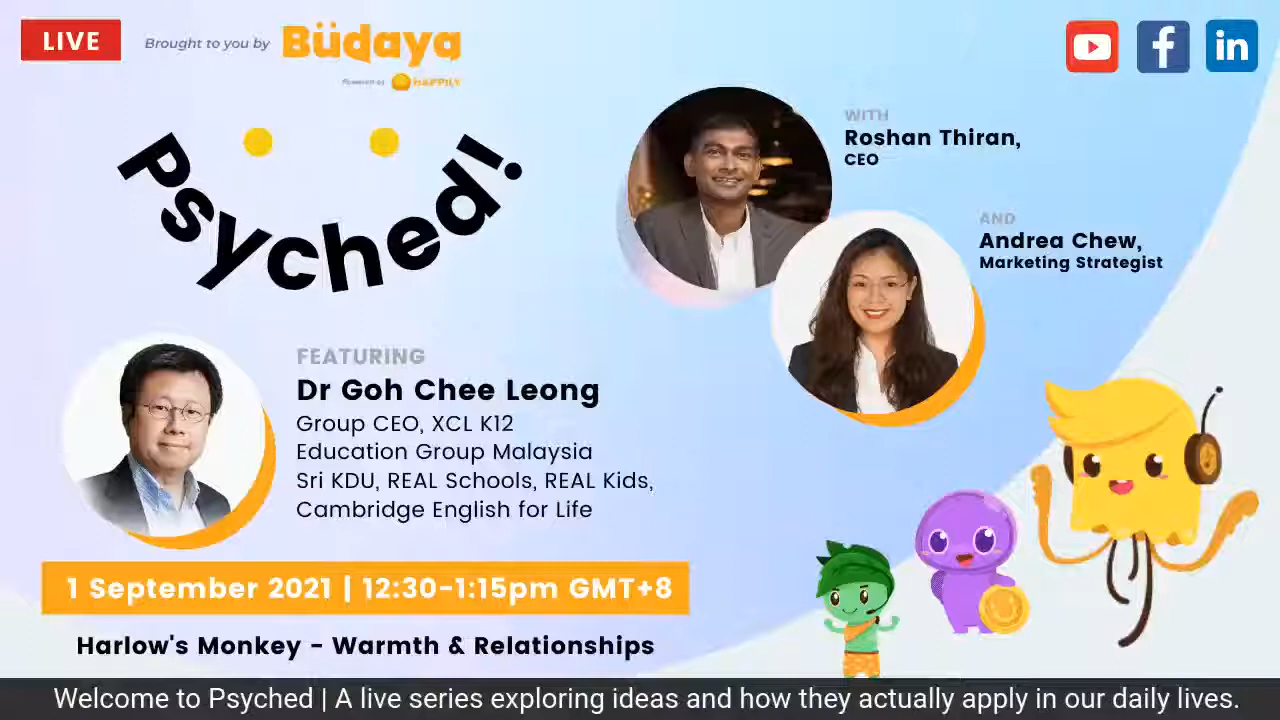 LIVE
Brought to you by Büdaya
Powered by HAPPILY
Psyched!
WITH
Roshan Thiran,
CEO
AND
Andrea Chew,
Marketing Strategist
FEATURING
Dr Goh Chee Leong
Group CEO, XCL K12
Education Group Malaysia
Sri KDU, REAL Schools, REAL Kids,
Cambridge English for Life
1 September 2021 | 12:30-1:15pm GMT+8
Harlow's Monkey - Warmth & Relationships
Welcome to Psyched | A live series exploring ideas and how they actually apply in our daily lives.